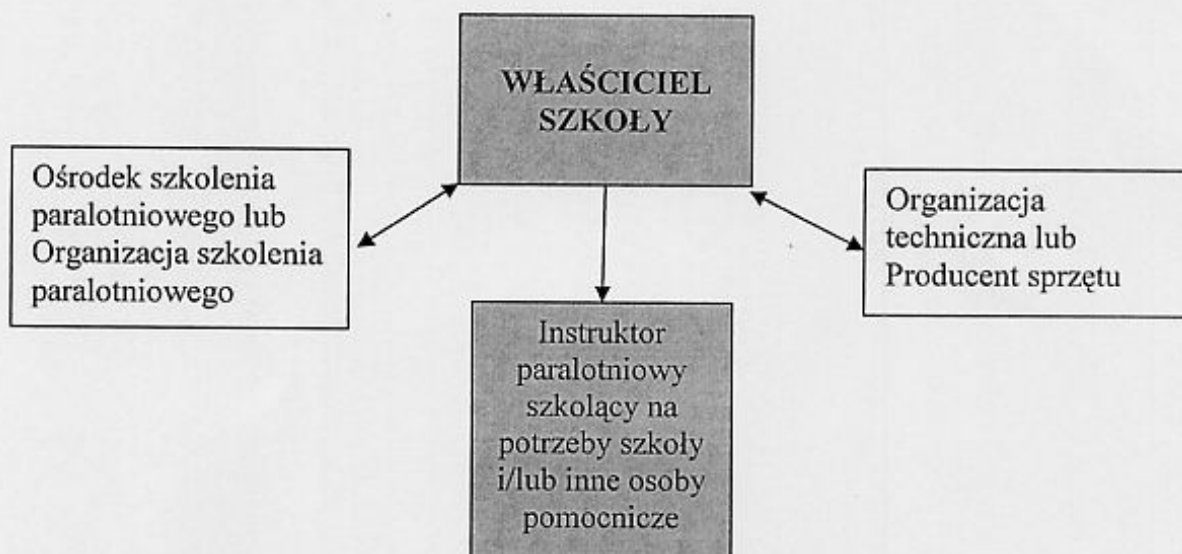 WŁAŚCICIEL
SZKOŁY
Ośrodek szkolenia
paralotniowego lub
Organizacja szkolenia
paralotniowego
Organizacja
techniczna lub
Producent sprzętu
Instruktor
paralotniowy
szkolący na
potrzeby szkoły
i/lub inne osoby
pomocnicze